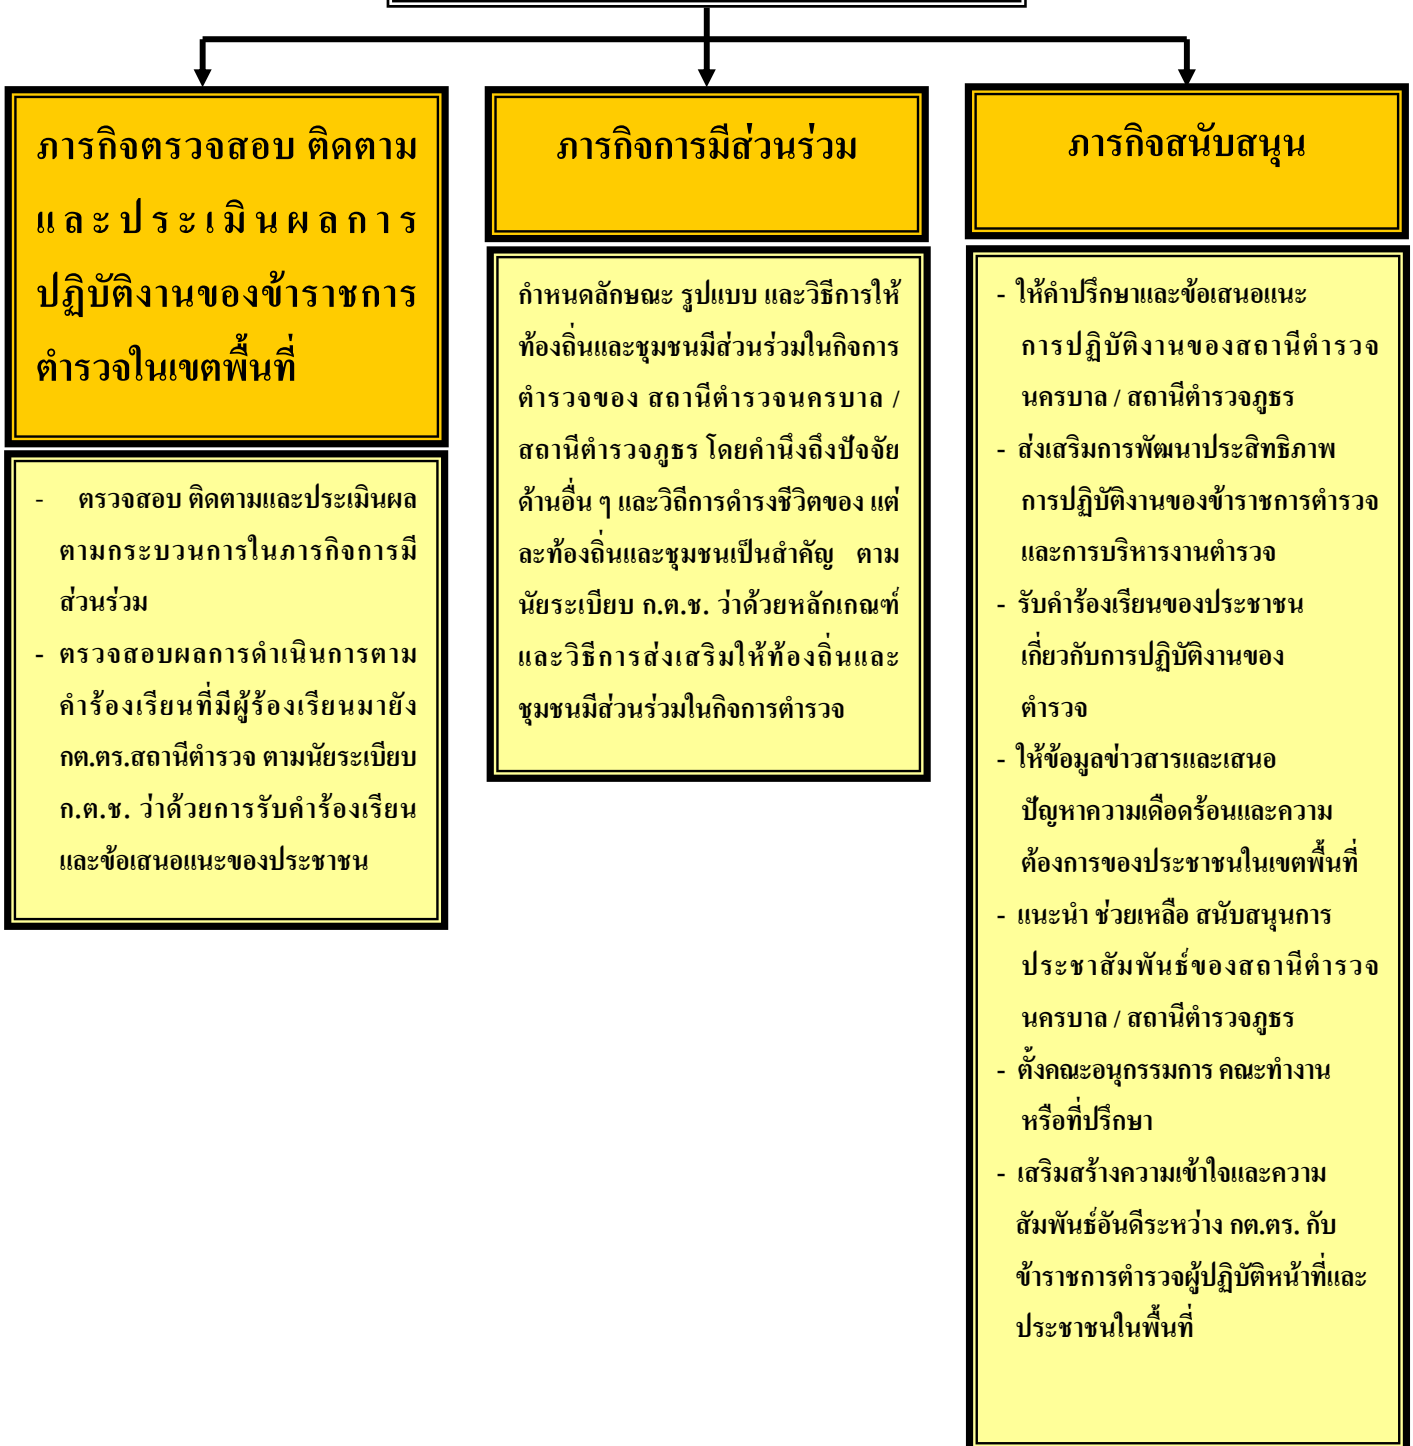 ภารกิจตรวจสอบ ติดตาม
และประเมินผลการ
ปฏิบัติงานของข้าราชการ
ตำรวจในเขตพื้นที่
- ตรวจสอบ ติดตามและประเมินผล
ตามกระบวนการในภารกิจการมี
ส่วนร่วม
- ตรวจสอบผลการดำเนินการตาม
คำร้องเรียนที่มีผู้ร้องเรียนมายัง
กต.ตร.สถานีตำรวจ ตามนัยระเบียบ
ก.ต.ช. ว่าด้วยการรับคำร้องเรียน
และข้อเสนอแนะของประชาชน
ภารกิจการมีส่วนร่วม
กำหนดลักษณะ รูปแบบ และวิธีการให้
ท้องถิ่นและชุมชนมีส่วนร่วมในกิจการ
ตำรวจของ สถานีตำรวจนครบาล /
สถานีตำรวจภูธร โดยคำนึงถึงปัจจัย
ด้านอื่น ๆ และวิถีการดำรงชีวิตของ แต่
ละท้องถิ่นและชุมชนเป็นสำคัญ ตาม
นัยระเบียบ ก.ต.ช. ว่าด้วยหลักเกณฑ์
และวิธีการส่งเสริมให้ท้องถิ่นและ
ชุมชนมีส่วนร่วมในกิจการตำรวจ
ภารกิจสนับสนุน
- ให้คำปรึกษาและข้อเสนอแนะ
การปฏิบัติงานของสถานีตำรวจ
นครบาล / สถานีตำรวจภูธร
- ส่งเสริมการพัฒนาประสิทธิภาพ
การปฏิบัติงานของข้าราชการตำรวจ
และการบริหารงานตำรวจ
- รับคำร้องเรียนของประชาชน
เกี่ยวกับการปฏิบัติงานของ
ตำรวจ
- ให้ข้อมูลข่าวสารและเสนอ
ปัญหาความเดือดร้อนและความ
ต้องการของประชาชนในเขตพื้นที่
- แนะนำ ช่วยเหลือ สนับสนุนการ
ประชาสัมพันธ์ของสถานีตำรวจ
นครบาล / สถานีตำรวจภูธร
- ตั้งคณะอนุกรรมการ คณะทำงาน
หรือที่ปรึกษา
- เสริมสร้างความเข้าใจและความ
สัมพันธ์อันดีระหว่าง กต.ตร. กับ
ข้าราชการตำรวจผู้ปฏิบัติหน้าที่และ
ประชาชนในพื้นที่